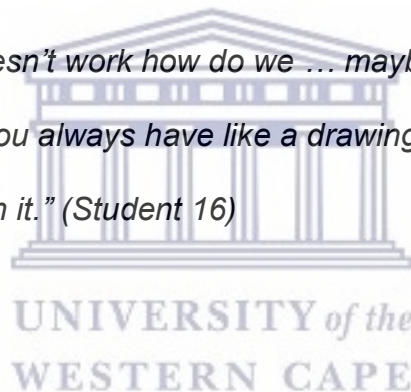 esn’t work how do we … mayb
ou always have like a drawing
n it.” (Student 16)
UNIVERSITY of the
WESTERN CAPE